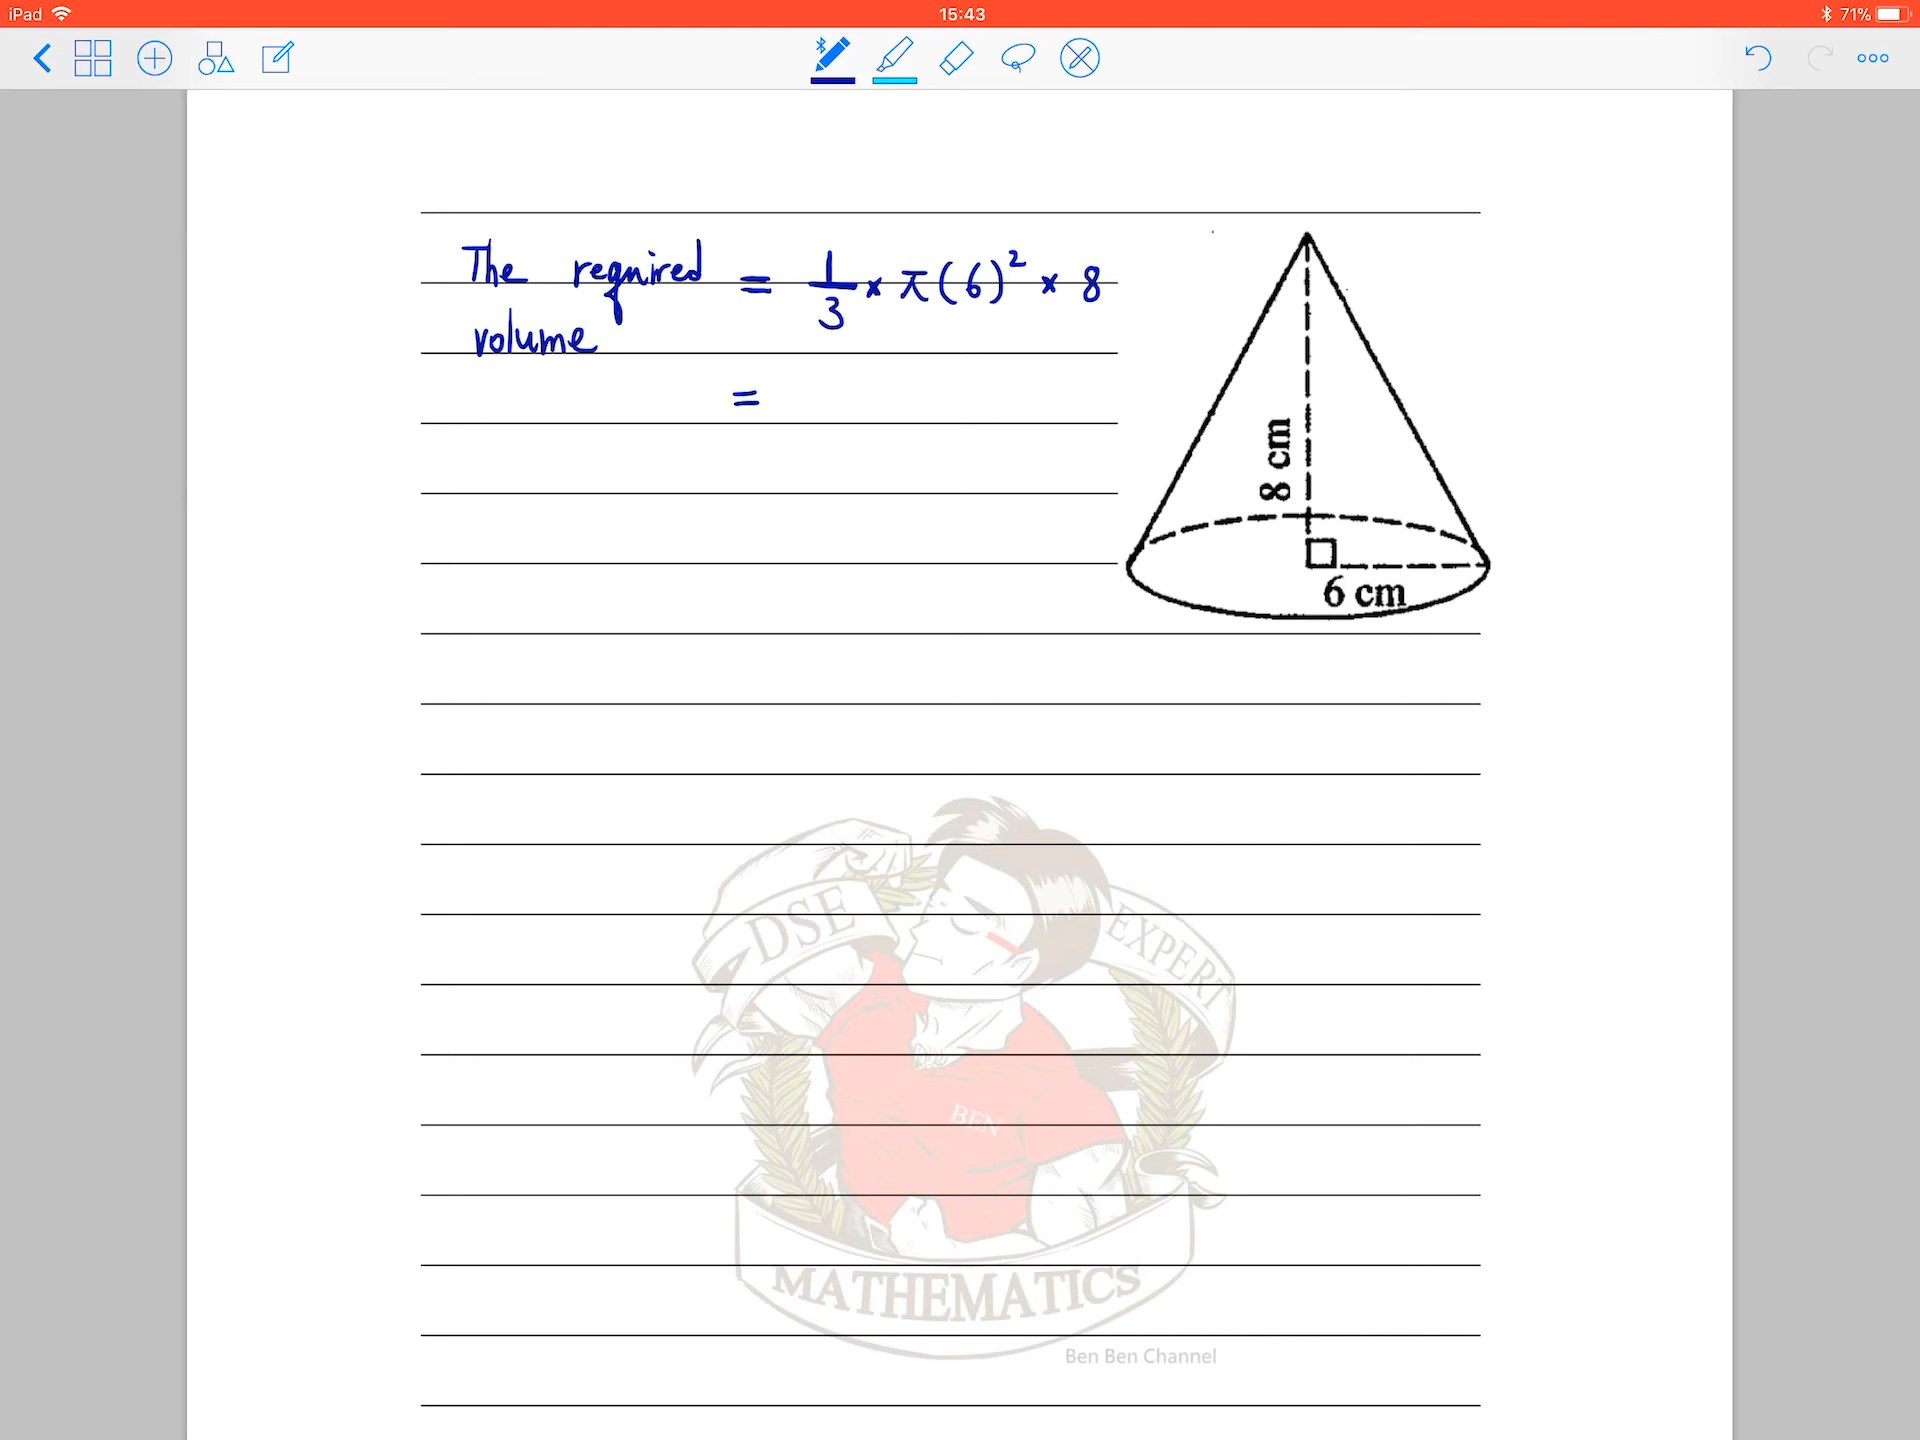 iPad 15:43 71%
The required = 1/3 × π(6)² × 8
volume
=
8 cm
6 cm
DSE EXPERT
BEN
MATHEMATICS
Ben Ben Channel